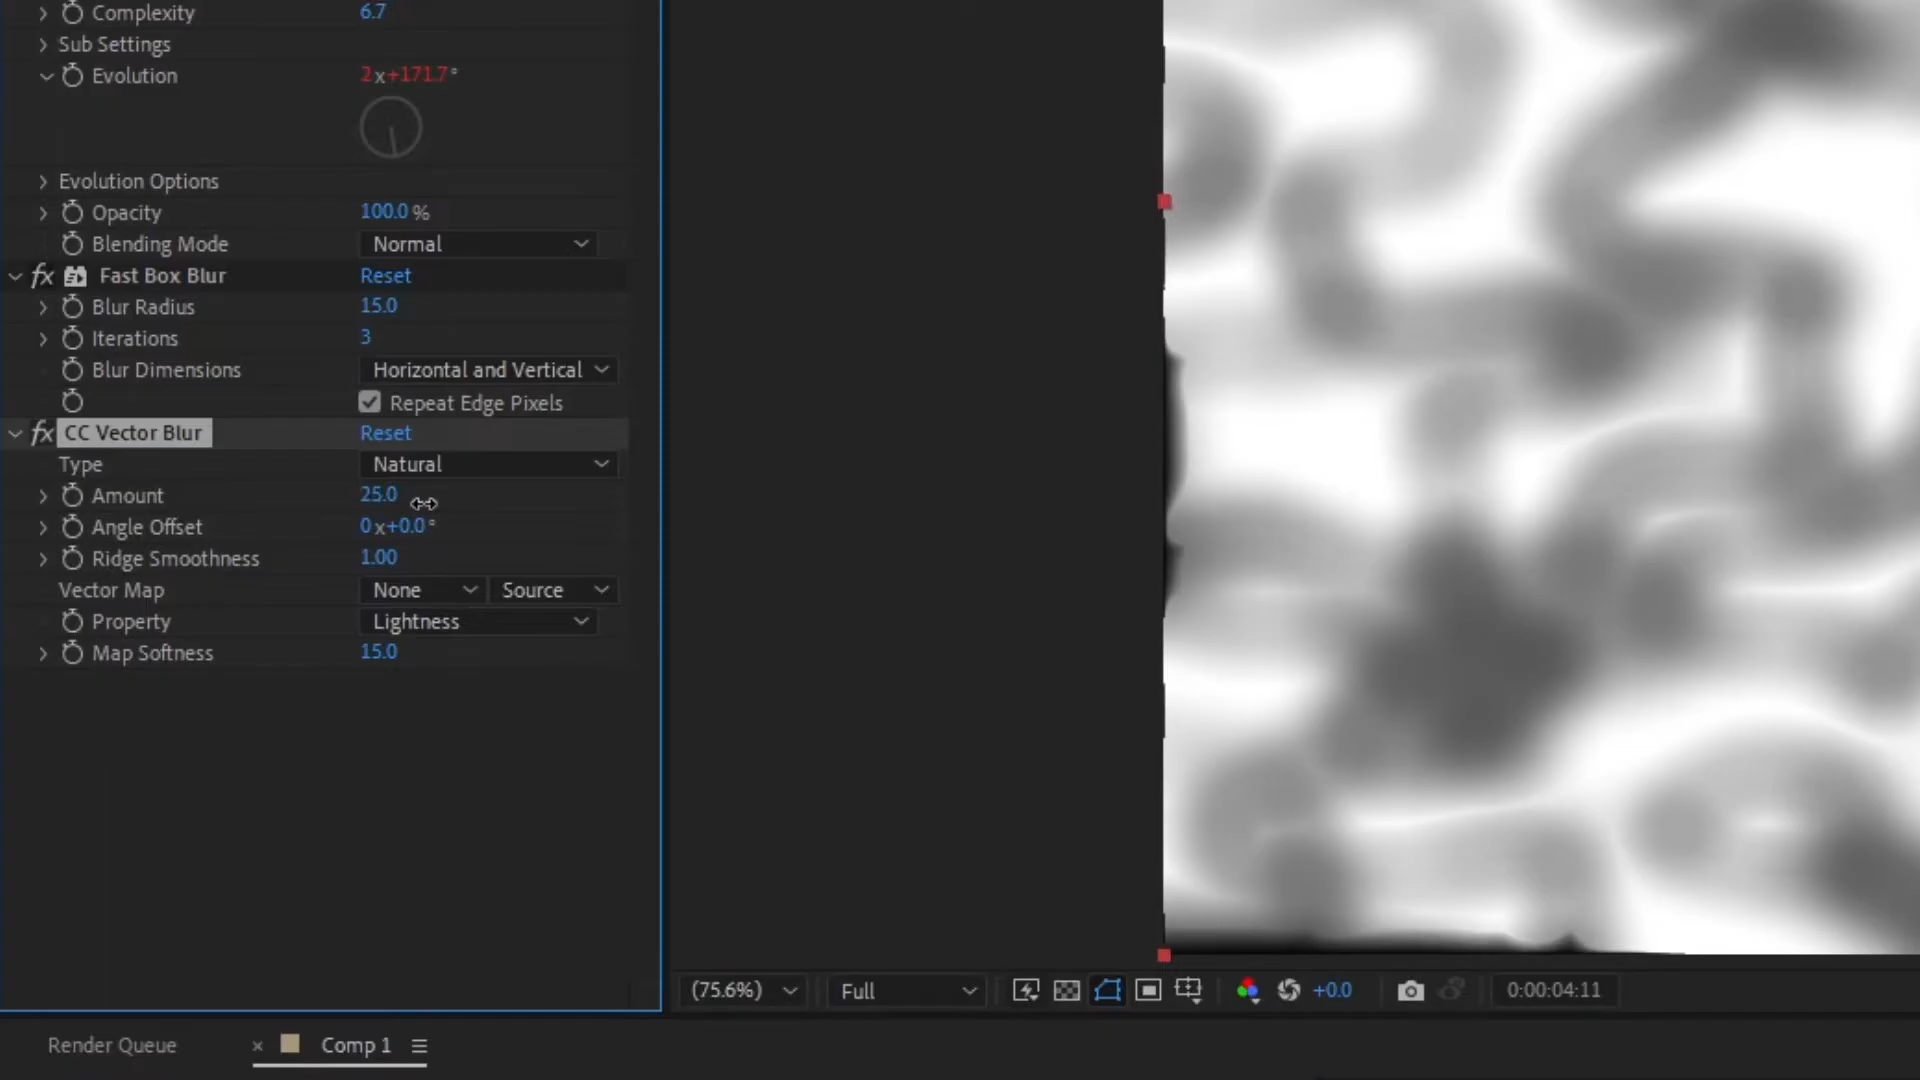 Complexity 6.7
Sub Settings
Evolution 2x+171.7°
Evolution Options
Opacity 100.0 %
Blending Mode Normal
fx Fast Box Blur Reset
Blur Radius 15.0
Iterations 3
Blur Dimensions Horizontal and Vertical
Repeat Edge Pixels
fx CC Vector Blur Reset
Type Natural
Amount 25.0
Angle Offset 0x+0.0°
Ridge Smoothness 1.00
Vector Map None Source
Property Lightness
Map Softness 15.0
(75.6%) Full +0.0 0:00:04:11
Render Queue × Comp 1